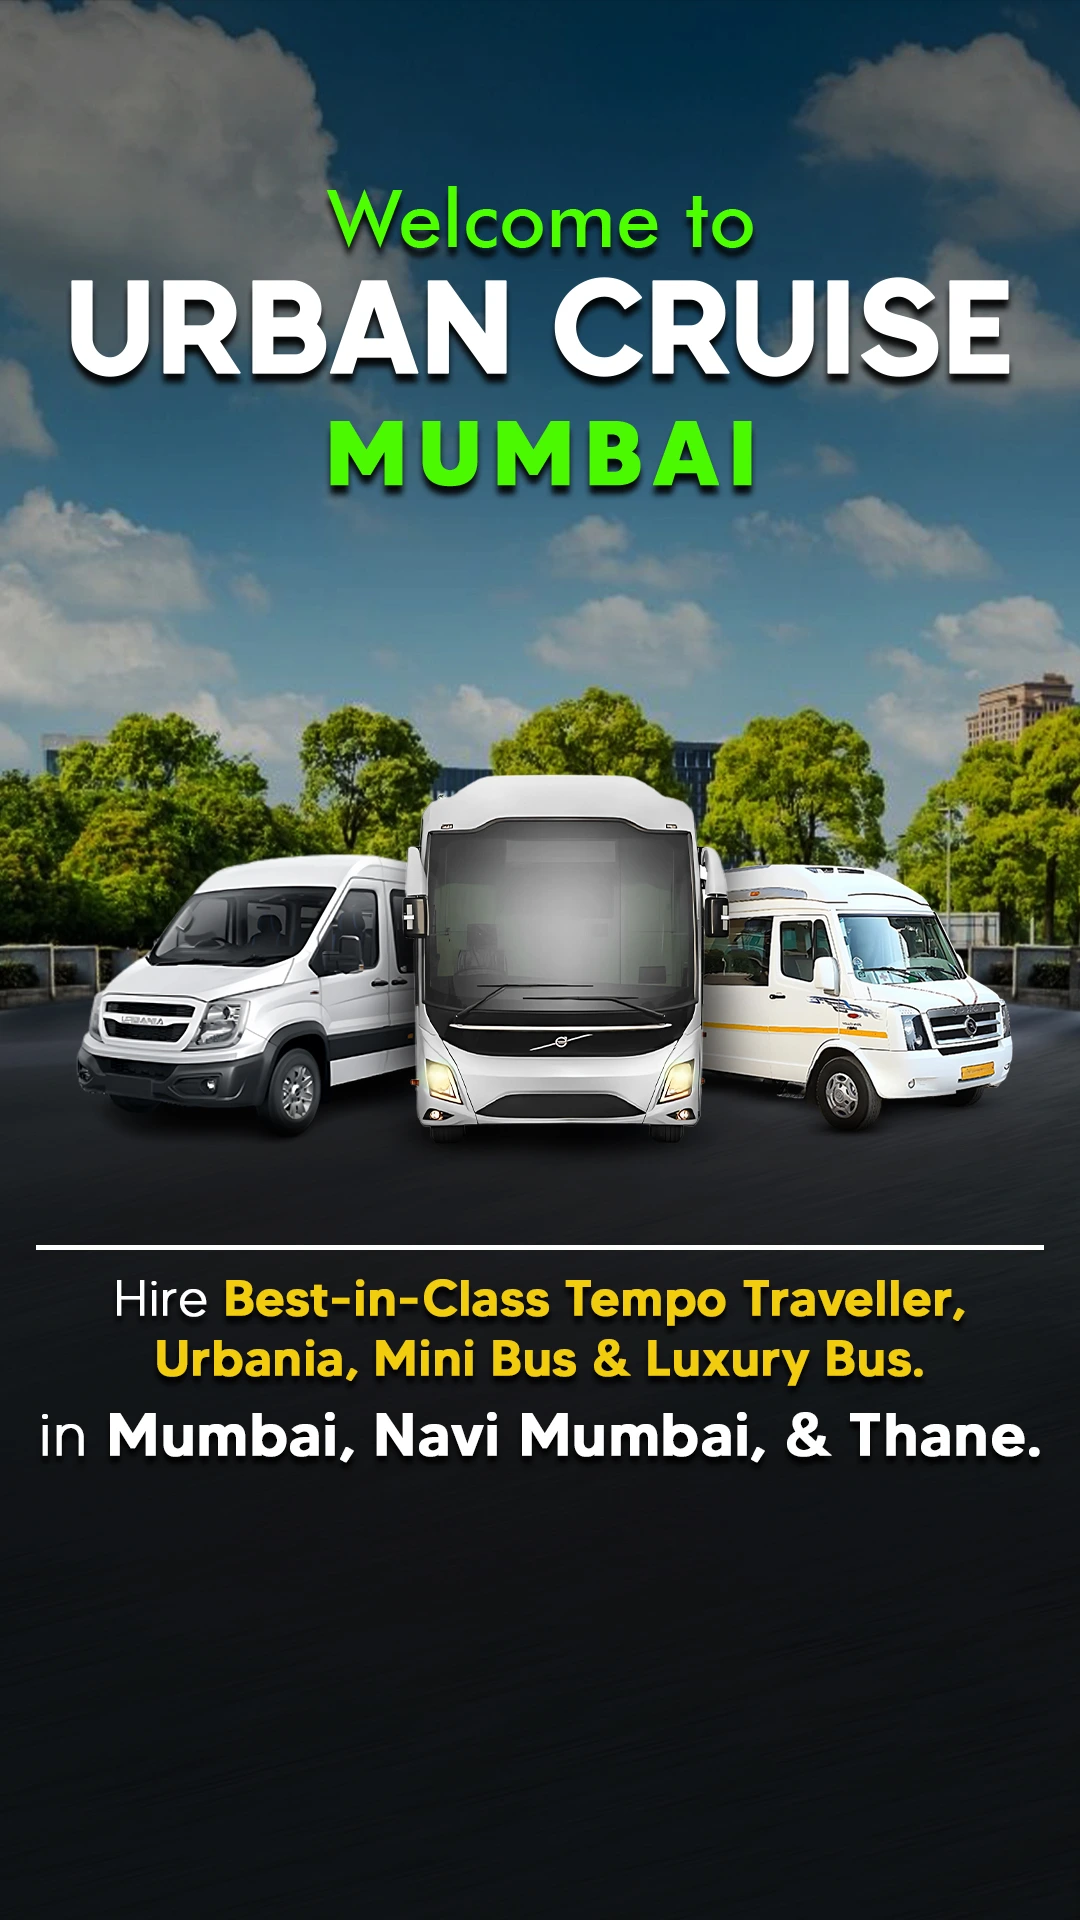 Welcome to
URBAN CRUISE
MUMBAI
URBANIA
Hire Best-in-Class Tempo Traveller,
Urbania, Mini Bus & Luxury Bus.
in Mumbai, Navi Mumbai, & Thane.